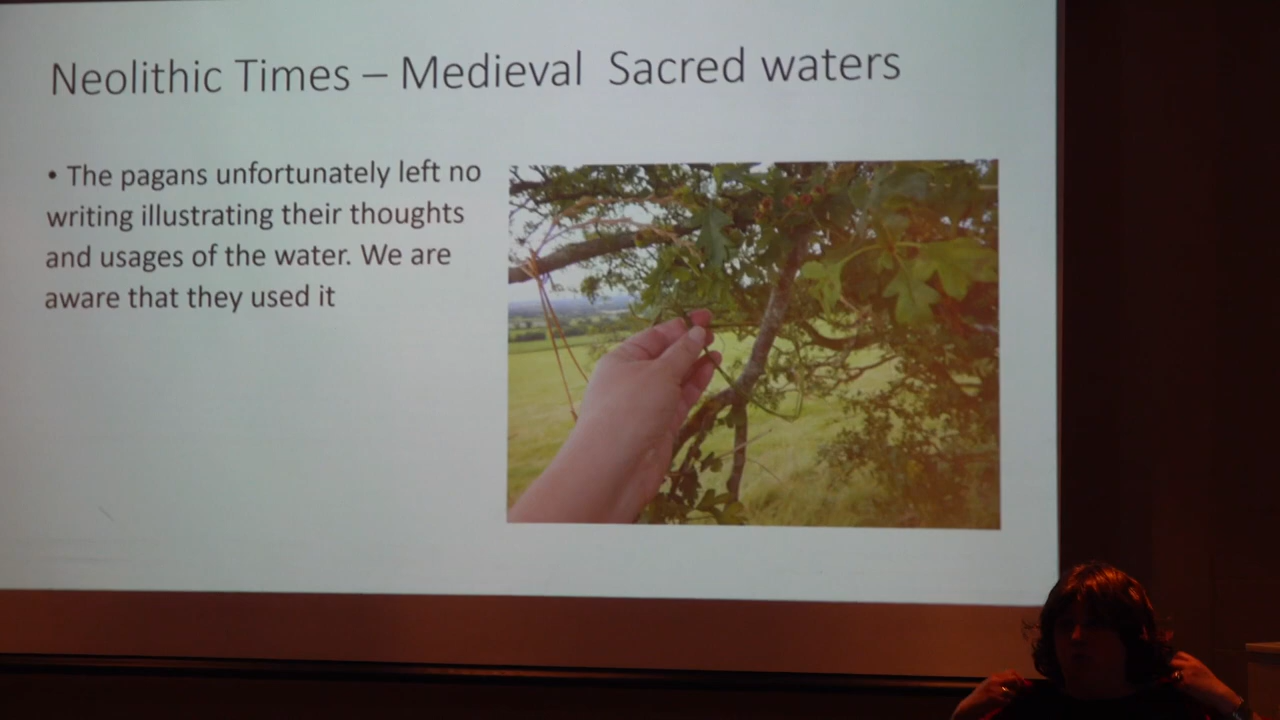 Neolithic Times – Medieval  Sacred waters
• The pagans unfortunately left no
writing illustrating their thoughts
and usages of the water. We are
aware that they used it